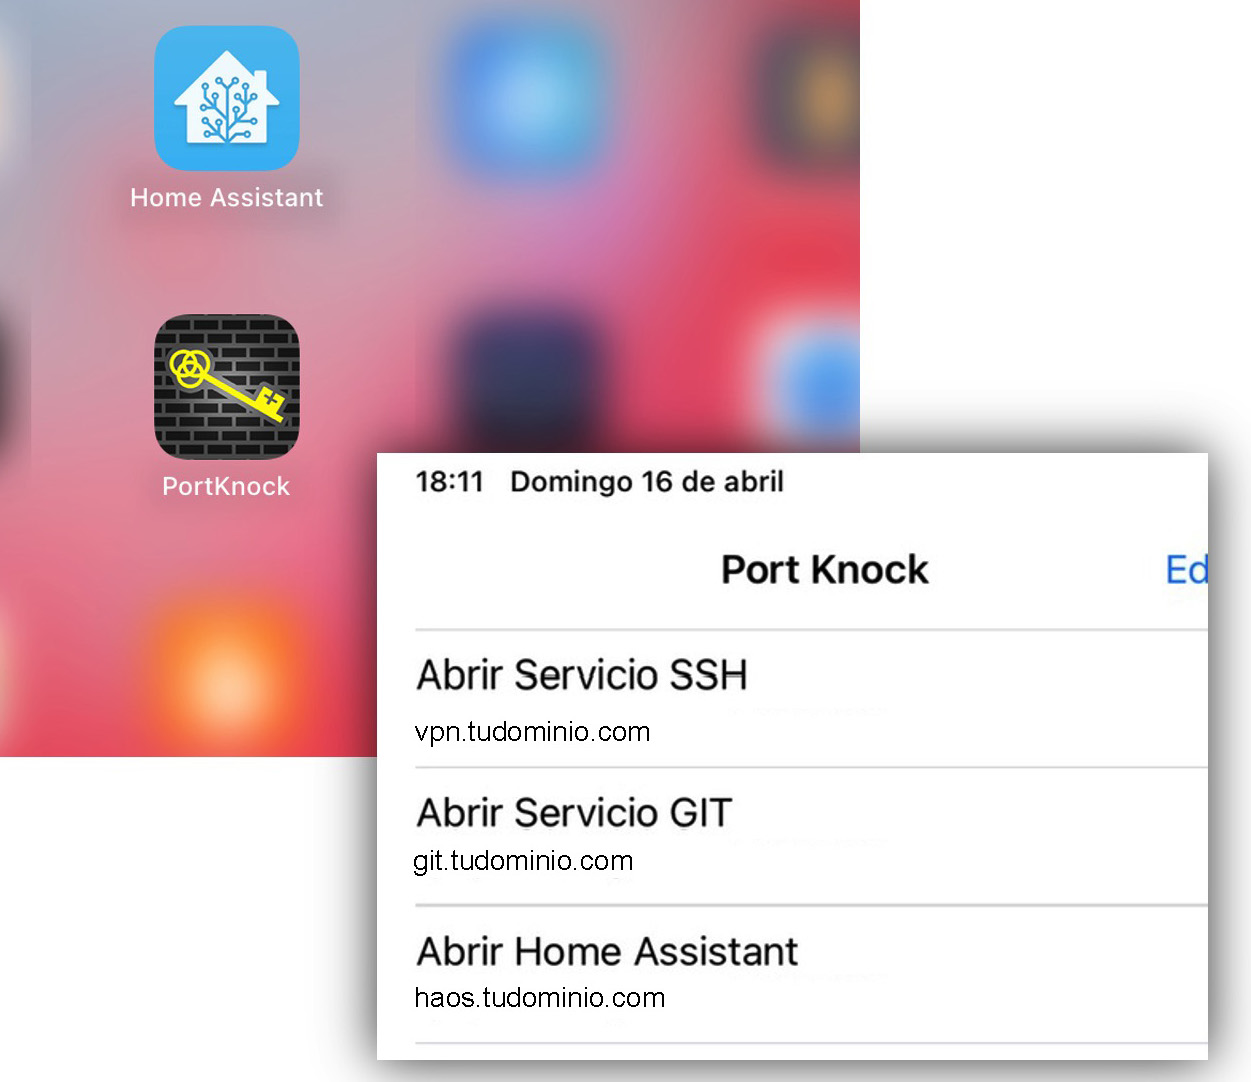 Home Assistant
PortKnock
18:11 Domingo 16 de abril
Port Knock
Ed
Abrir Servicio SSH
vpn.tudominio.com
Abrir Servicio GIT
git.tudominio.com
Abrir Home Assistant
haos.tudominio.com